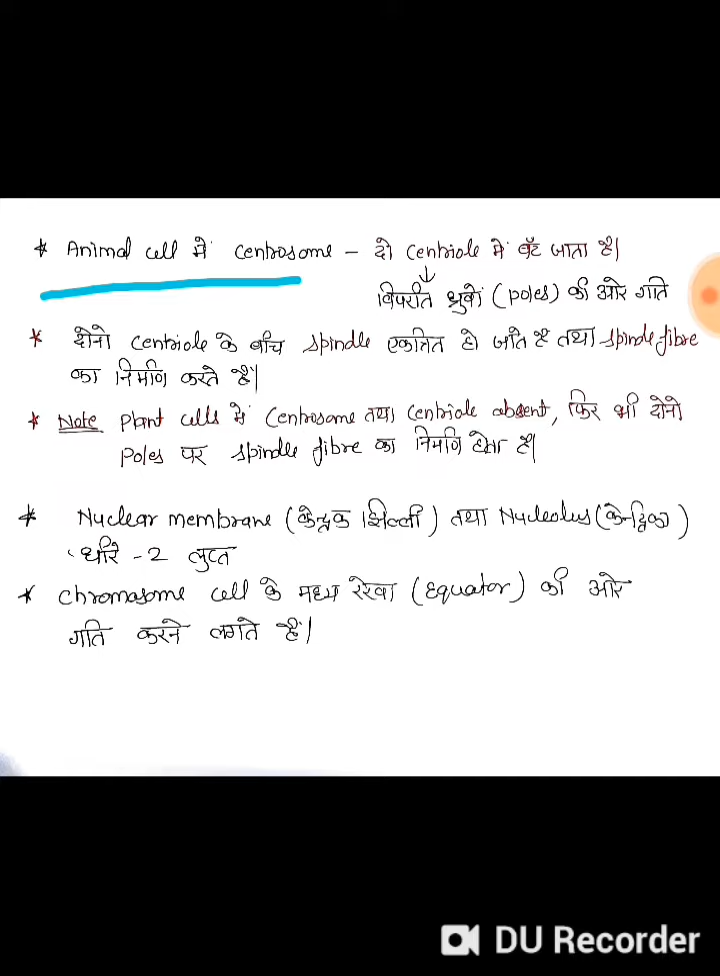 * Animal cell में Centrosome – दो Centriole में बँट जाता है।
↓
विपरीत ध्रुवों (poles) की ओर गति
* दोनो Centriole के बीच spindle एकत्रित हो जाते है तथा spindle fibre
का निर्माण करते हैं।
* Note Plant cells में Centrosome तथा Centriole absent, फिर भी दोनो
Poles पर spindle fibre का निर्माण होता है।
* Nuclear membrane (केन्द्रक झिल्ली) तथा Nucleolus (केन्द्रिका)
धीरे -2 लुप्त
* Chromasome cell के मध्य रेखा (Equator) की ओर
गति करने लगते हैं।
DU Recorder